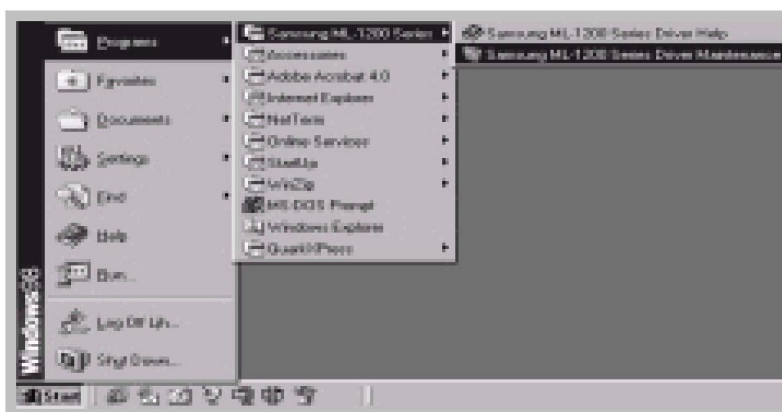 Programs
Favorites
Documents
Settings
Find
Help
Run...
Log Off
Shut Down...
Windows98
Start
Samsung ML-1200 Series
Accessories
Adobe Acrobat 4.0
Internet Explorer
NetTerm
Online Services
StartUp
WinZip
MS-DOS Prompt
Windows Explorer
QuarkXPress
Samsung ML-1200 Series Driver Help
Samsung ML-1200 Series Driver Maintenance